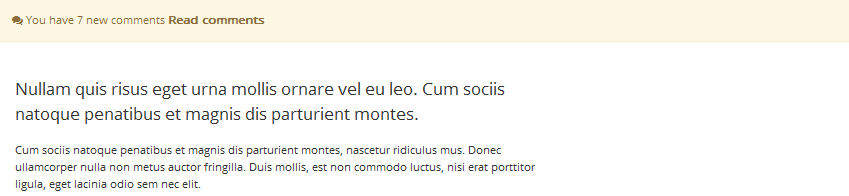 You have 7 new comments Read comments
Nullam quis risus eget urna mollis ornare vel eu leo. Cum sociis
natoque penatibus et magnis dis parturient montes.
Cum sociis natoque penatibus et magnis dis parturient montes, nascetur ridiculus mus. Donec
ullamcorper nulla non metus auctor fringilla. Duis mollis, est non commodo luctus, nisi erat porttitor
ligula, eget lacinia odio sem nec elit.